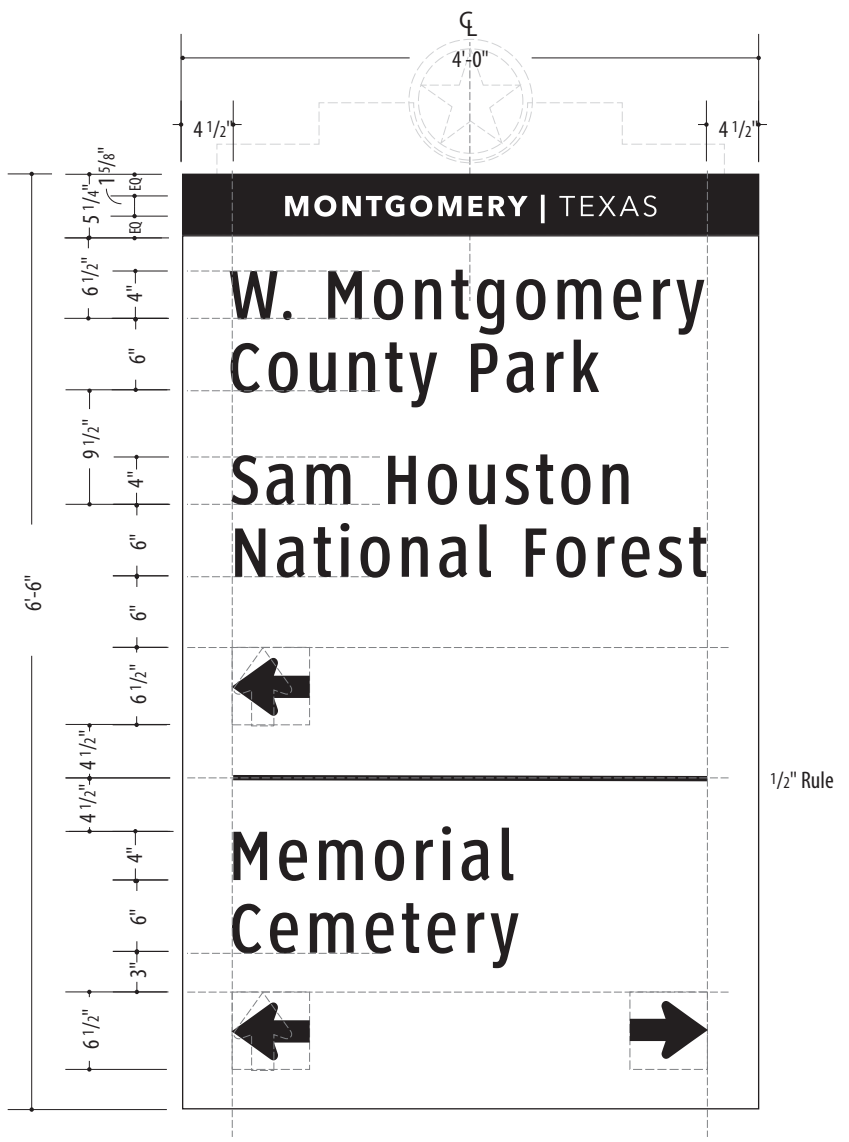 ℄
4'-0"
4 1/2"
4 1/2"
1 5/8"
EQ
5 1/4"
EQ
MONTGOMERY | TEXAS
6 1/2"
4"
W. Montgomery
6"
County Park
9 1/2"
4"
Sam Houston
6"
National Forest
6'-6"
6"
6 1/2"
4 1/2"
1/2" Rule
4 1/2"
4"
Memorial
6"
Cemetery
3"
6 1/2"